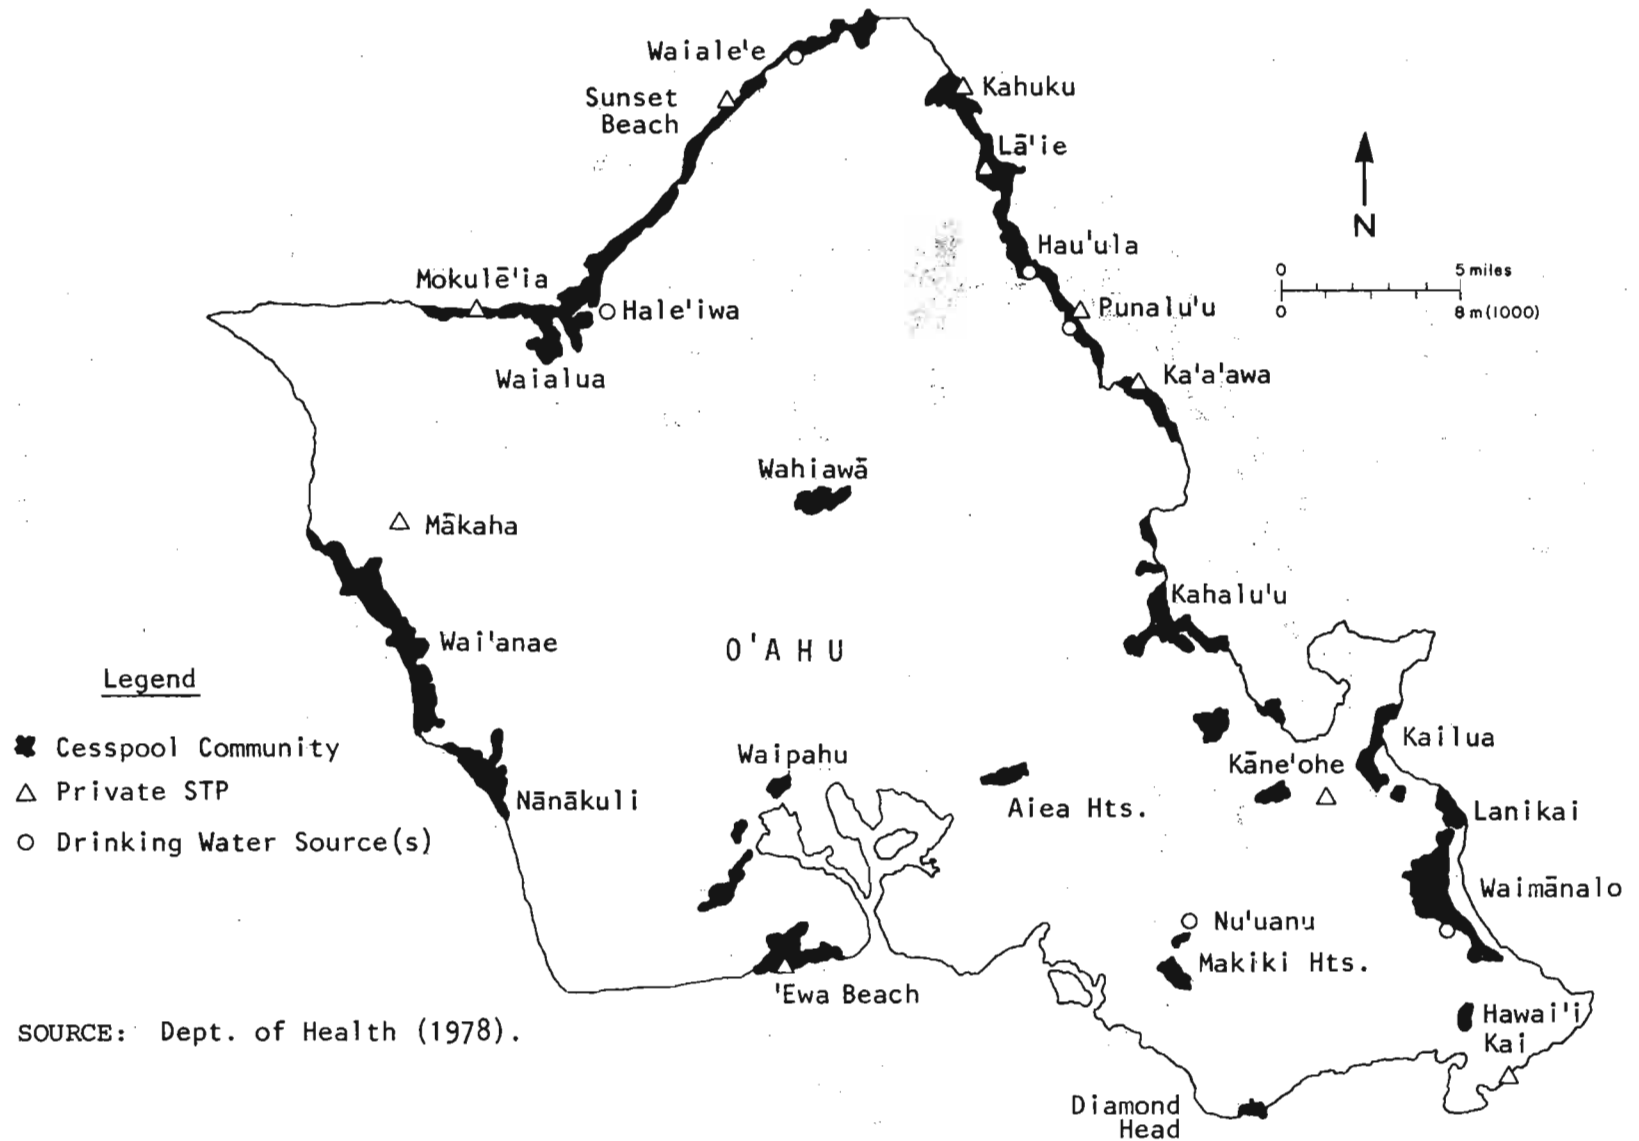 Waiale'e
Sunset
Beach
Kahuku
Lā'ie
N
Hau'ula
0 5 miles
0 8 m(1000)
Mokulē'ia
Hale'iwa
Punalu'u
Waialua
Ka'a'awa
Wahiawā
Mākaha
Kahalu'u
Wai'anae
O'AHU
Legend
Cesspool Community
Private STP
Drinking Water Source(s)
Nānākuli
Waipahu
Aiea Hts.
Kāne'ohe
Kailua
Lanikai
Waimānalo
Nu'uanu
Makiki Hts.
'Ewa Beach
Hawai'i
Kai
SOURCE: Dept. of Health (1978).
Diamond
Head